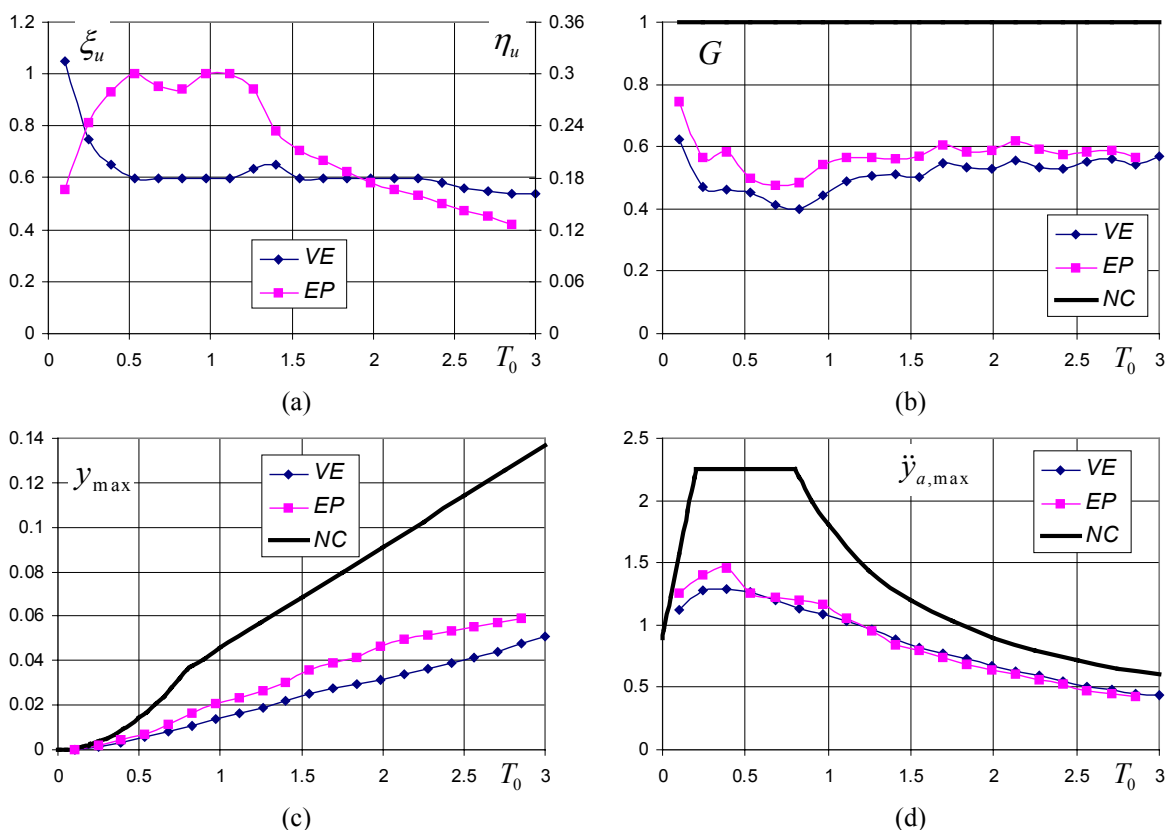 1.2
1
0.8
0.6
0.4
0.2
0
ξu
ηu
0.36
0.3
0.24
0.18
0.12
0.06
0
VE
EP
0 0.5 1 1.5 2 2.5 3
T0
(a)
1
0.8
0.6
0.4
0.2
0
G
VE
EP
NC
0 0.5 1 1.5 2 2.5 3
T0
(b)
0.14
0.12
0.1
0.08
0.06
0.04
0.02
0
ymax
VE
EP
NC
0 0.5 1 1.5 2 2.5 3
T0
(c)
2.5
2
1.5
1
0.5
0
ÿa,max
VE
EP
NC
0 0.5 1 1.5 2 2.5 3
T0
(d)